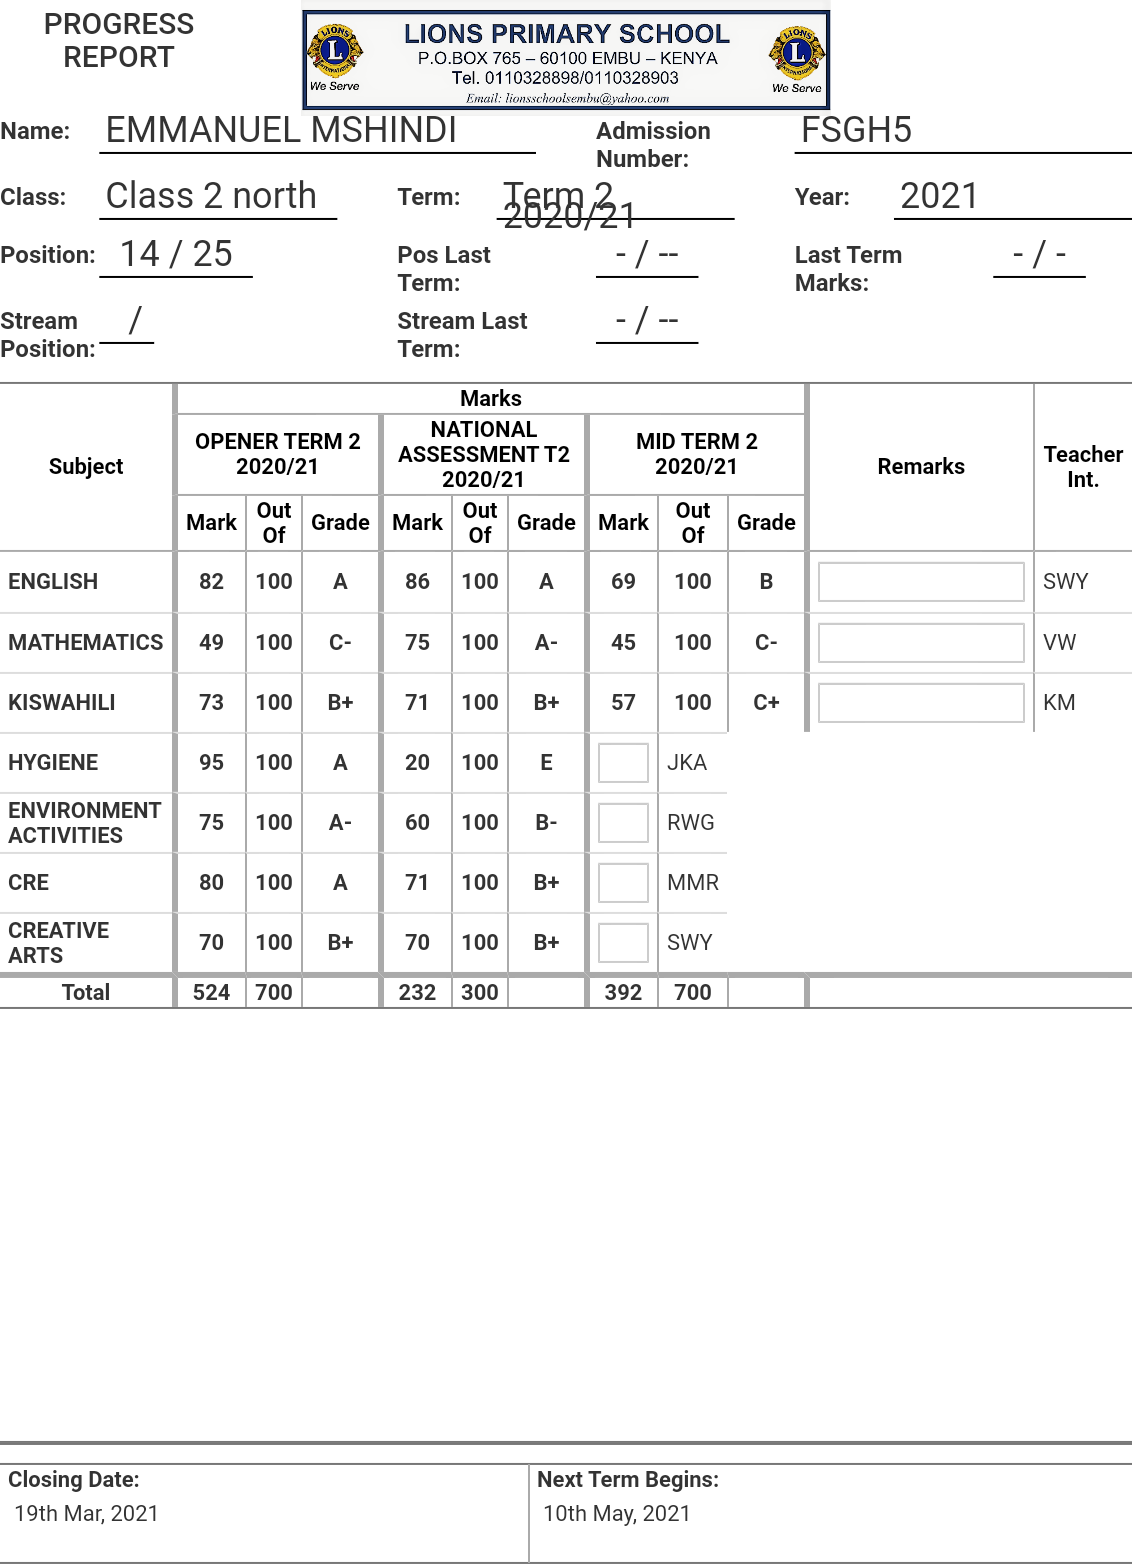 PROGRESS
REPORT
LIONS PRIMARY SCHOOL
P.O.BOX 765 – 60100 EMBU – KENYA
Tel. 0110328898/0110328903
Email: lionsschoolsembu@yahoo.com
LIONS
L
INTERNATIONAL
We Serve
LIONS
L
INTERNATIONAL
We Serve
Name: EMMANUEL MSHINDI Admission Number: FSGH5
Class: Class 2 north Term: Term 2 2020/21 Year: 2021
Position: 14 / 25 Pos Last Term: - / -- Last Term Marks: - / -
Stream Position: / Stream Last Term: - / --
Subject Marks Remarks Teacher Int.
OPENER TERM 2 2020/21 NATIONAL ASSESSMENT T2 2020/21 MID TERM 2 2020/21
Mark Out Of Grade Mark Out Of Grade Mark Out Of Grade
ENGLISH 82 100 A 86 100 A 69 100 B SWY
MATHEMATICS 49 100 C- 75 100 A- 45 100 C- VW
KISWAHILI 73 100 B+ 71 100 B+ 57 100 C+ KM
HYGIENE 95 100 A 20 100 E JKA
ENVIRONMENT ACTIVITIES 75 100 A- 60 100 B- RWG
CRE 80 100 A 71 100 B+ MMR
CREATIVE ARTS 70 100 B+ 70 100 B+ SWY
Total 524 700 232 300 392 700
Closing Date: Next Term Begins:
19th Mar, 2021 10th May, 2021